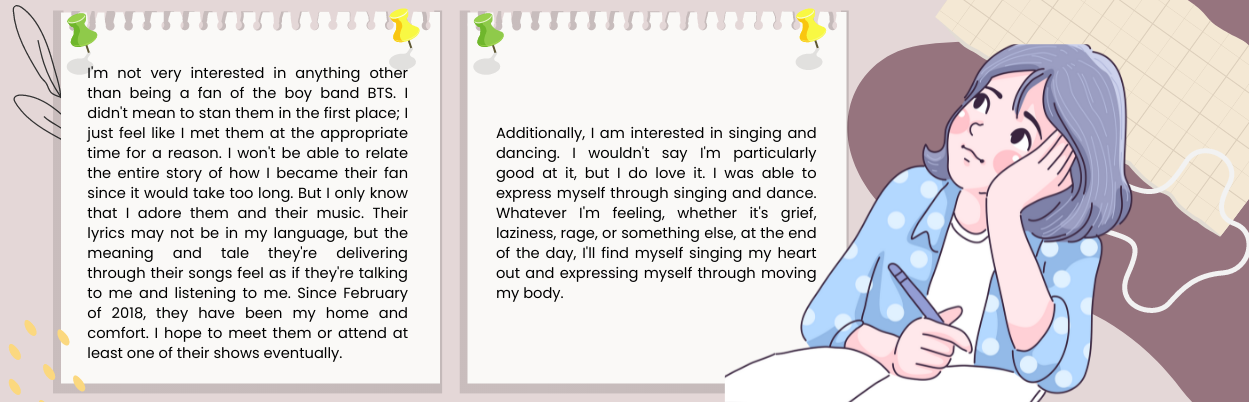 I'm not very interested in anything other
than being a fan of the boy band BTS. I
didn't mean to stan them in the first place; I
just feel like I met them at the appropriate
time for a reason. I won't be able to relate
the entire story of how I became their fan
since it would take too long. But I only know
that I adore them and their music. Their
lyrics may not be in my language, but the
meaning and tale they're delivering
through their songs feel as if they're talking
to me and listening to me. Since February
of 2018, they have been my home and
comfort. I hope to meet them or attend at
least one of their shows eventually.
Additionally, I am interested in singing and
dancing. I wouldn't say I'm particularly
good at it, but I do love it. I was able to
express myself through singing and dance.
Whatever I'm feeling, whether it's grief,
laziness, rage, or something else, at the end
of the day, I'll find myself singing my heart
out and expressing myself through moving
my body.